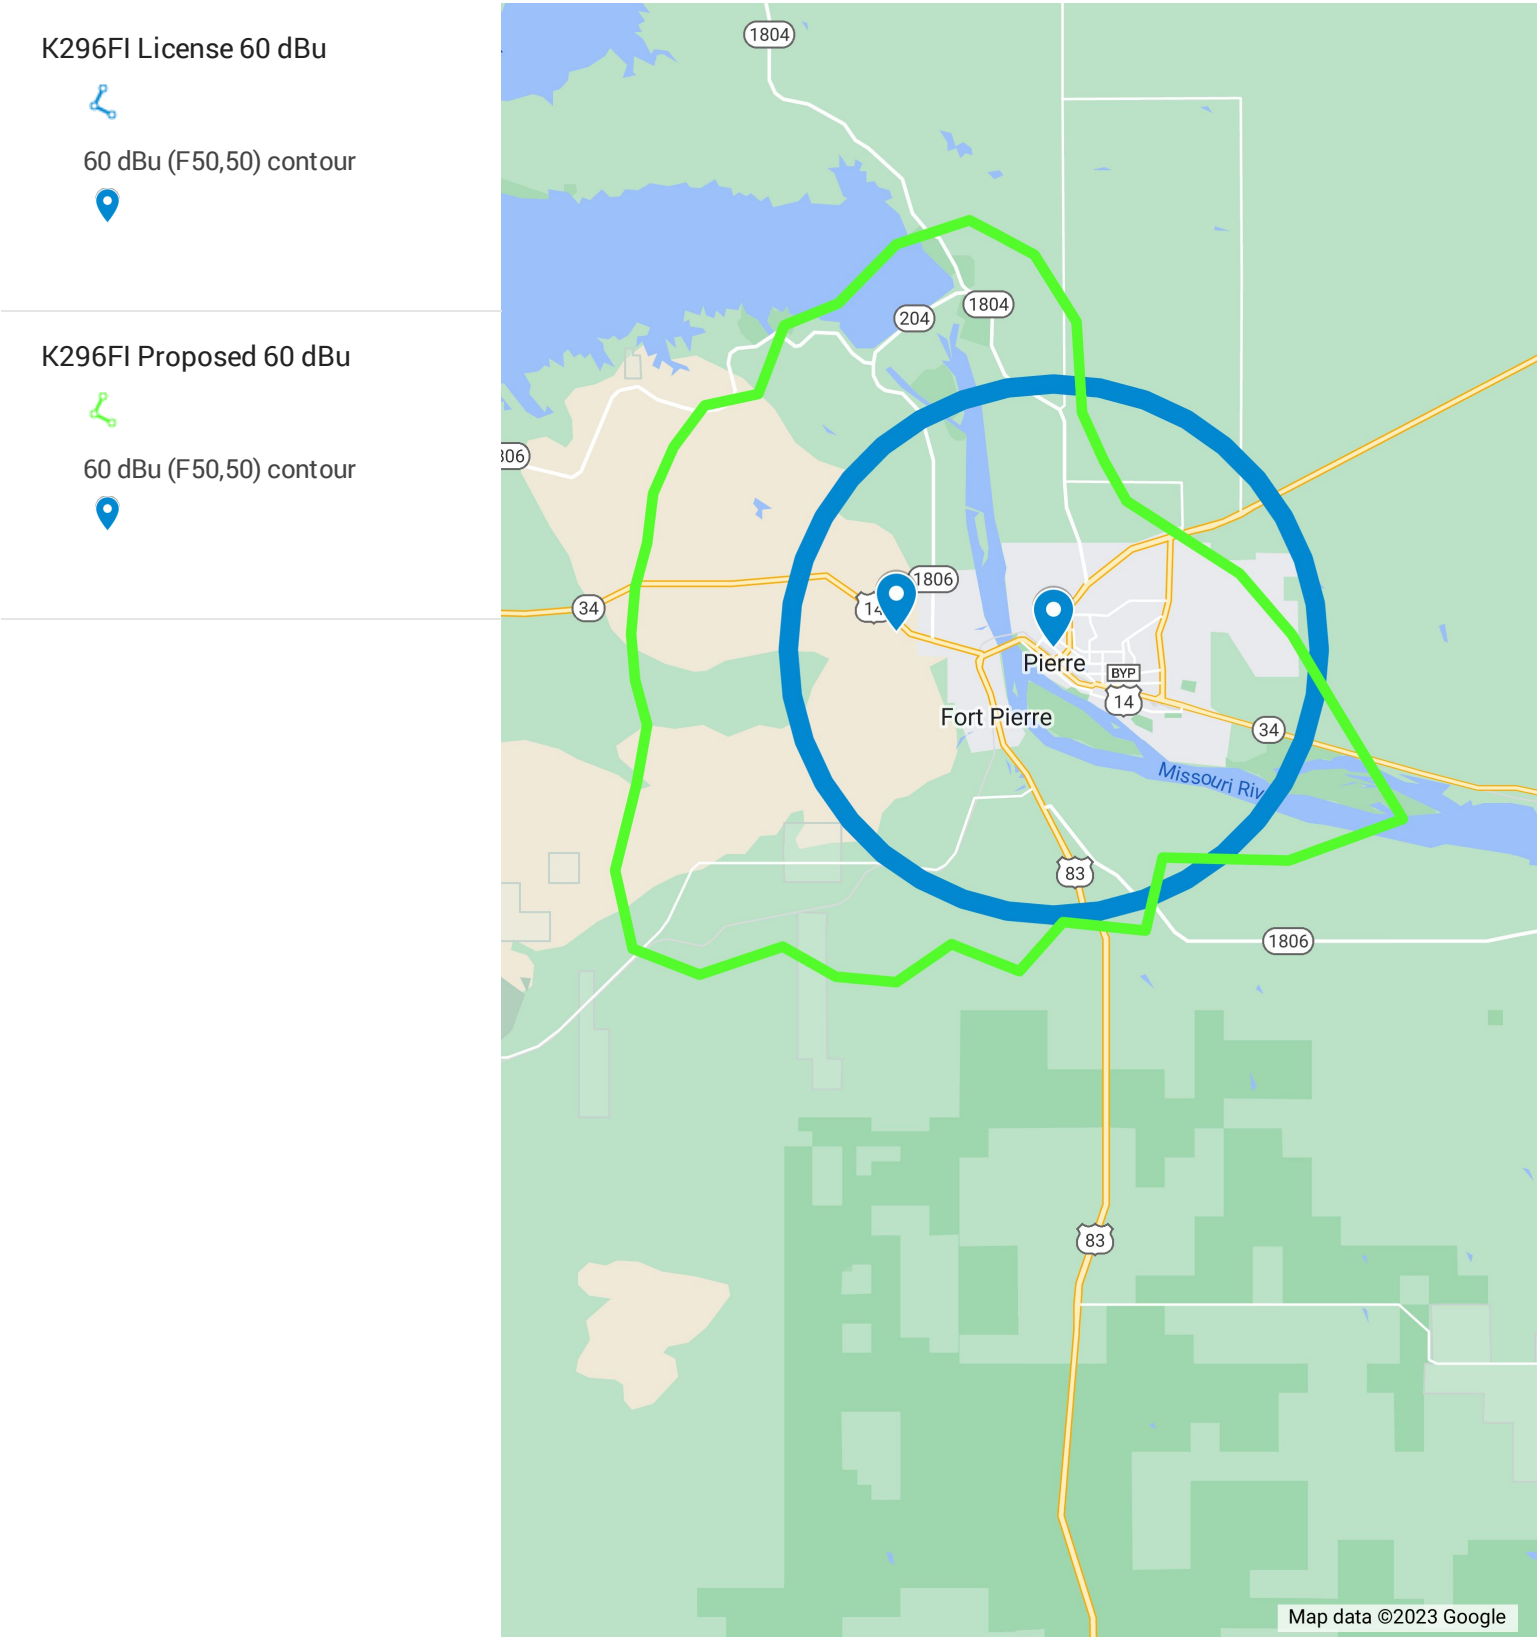 K296FI License 60 dBu
60 dBu (F50,50) contour
K296FI Proposed 60 dBu
60 dBu (F50,50) contour
1804
204
1804
806
1806
34
14
Pierre
BYP
14
Fort Pierre
34
Missouri Riv
83
1806
83
Map data ©2023 Google